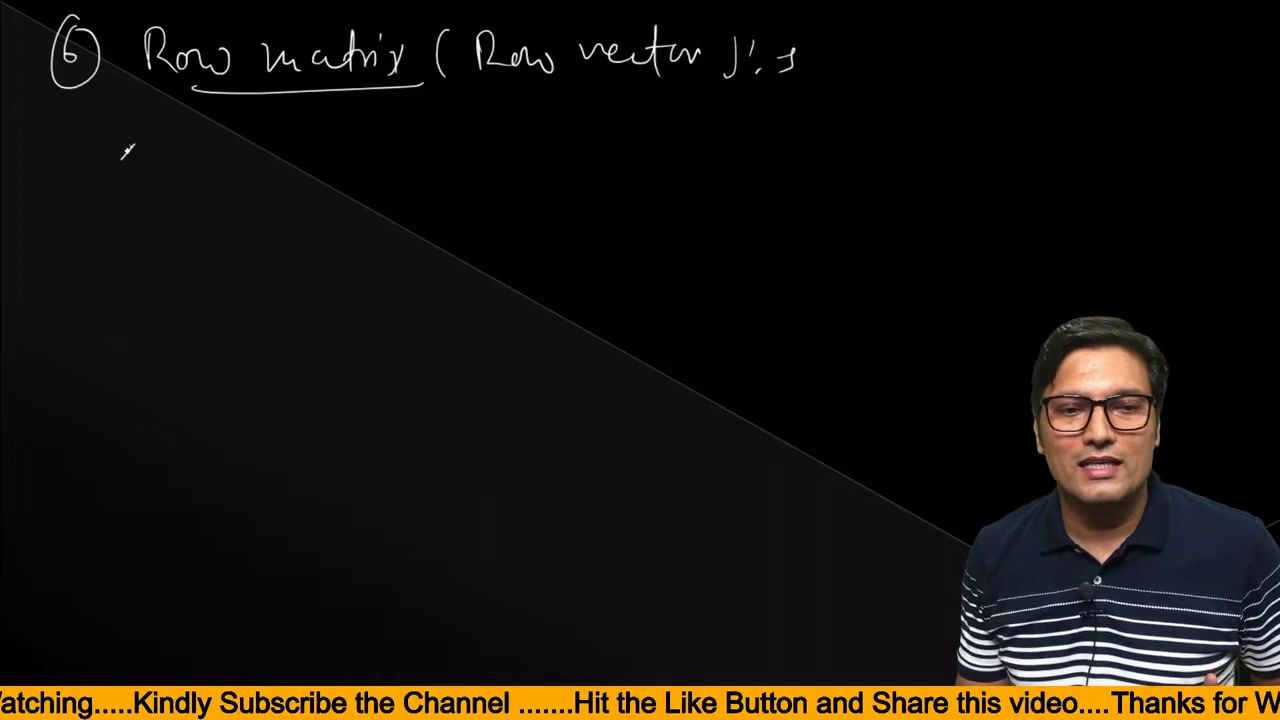 ⑥ Row matrix (Row vector) :-
Watching.....Kindly Subscribe the Channel .......Hit the Like Button and Share this video....Thanks for W